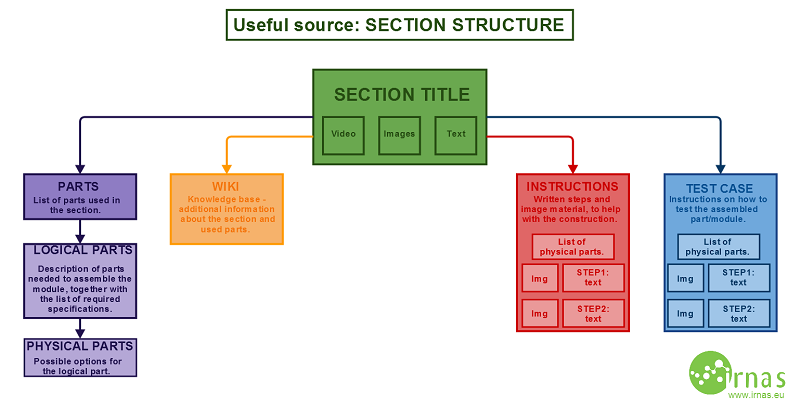 Useful source: SECTION STRUCTURE
SECTION TITLE
Video
Images
Text
PARTS
List of parts used in
the section.
LOGICAL PARTS
Description of parts
needed to assemble the
module, together with
the list of required
specifications.
PHYSICAL PARTS
Possible options for
the logical part.
WIKI
Knowledge base -
additional information
about the section and
used parts.
INSTRUCTIONS
Written steps and
image material, to help
with the construction.
List of
physical parts.
Img
STEP1:
text
Img
STEP2:
text
TEST CASE
Instructions on how to
test the assembled
part/module.
List of
physical parts.
Img
STEP1:
text
Img
STEP2:
text
irnas
www.irnas.eu